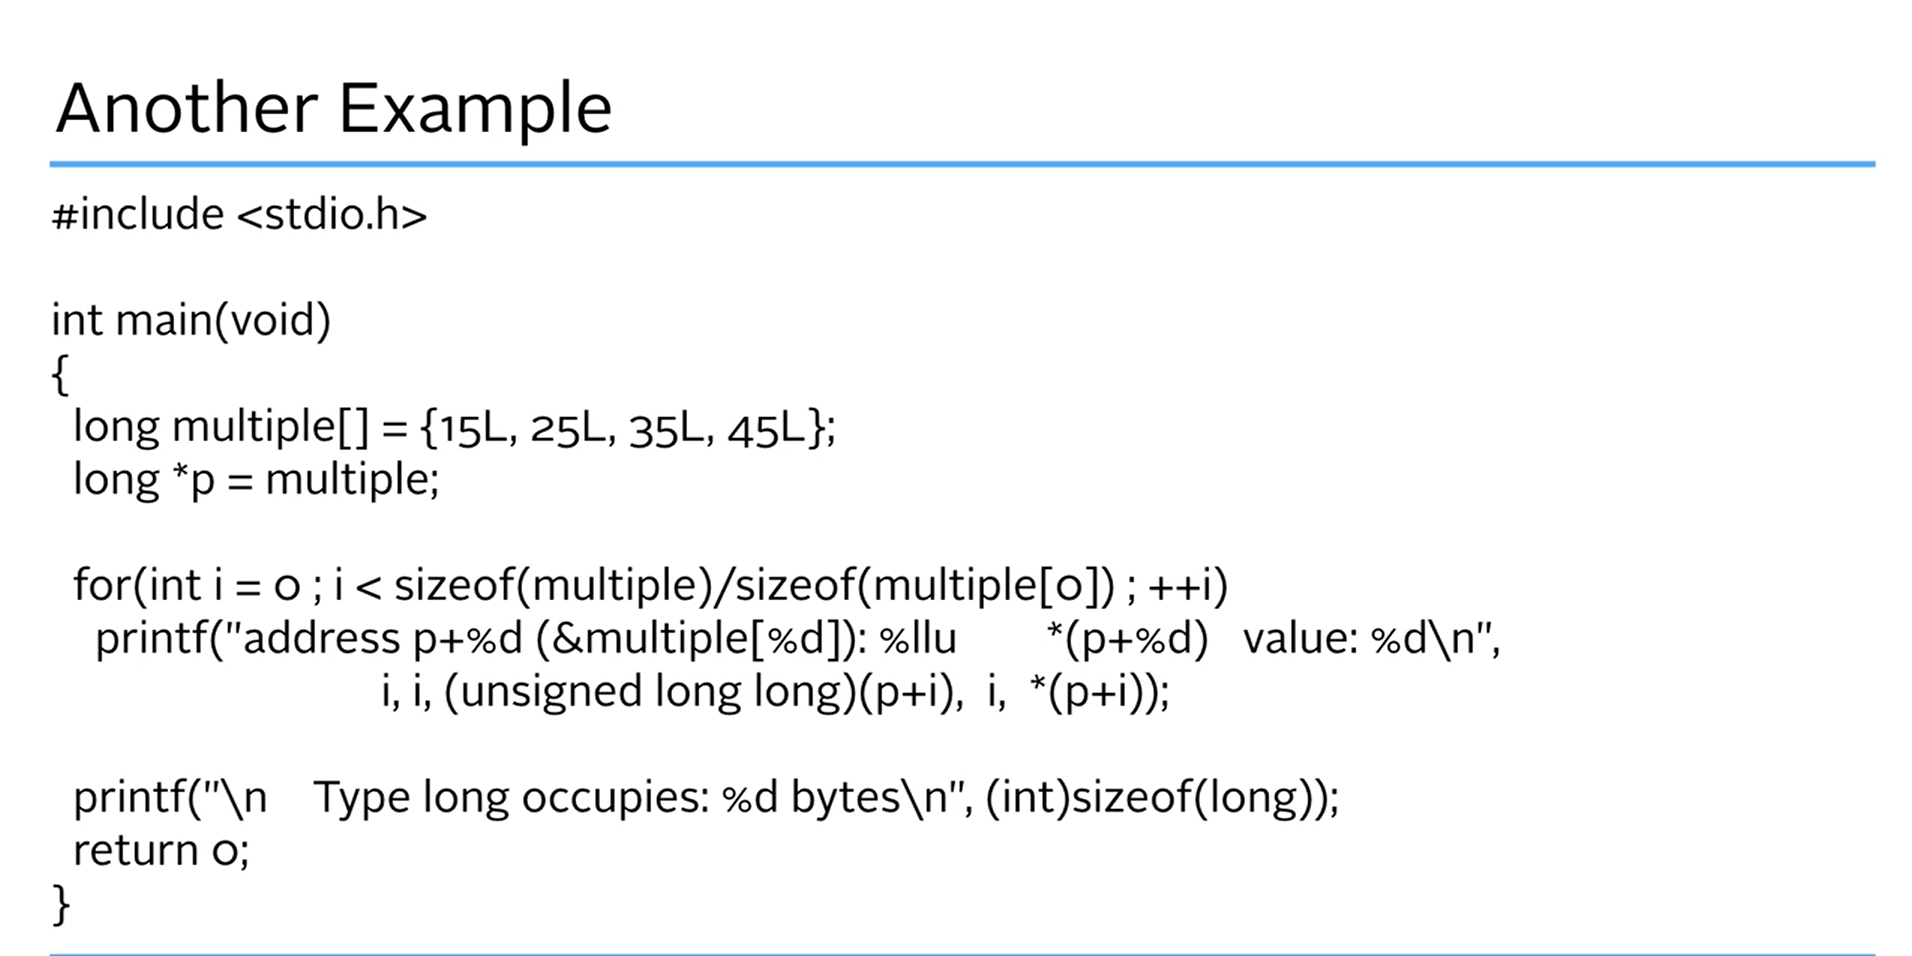 Another Example
#include <stdio.h>
int main(void)
{
long multiple[] = {15L, 25L, 35L, 45L};
long *p = multiple;
for(int i = 0 ; i < sizeof(multiple)/sizeof(multiple[0]) ; ++i)
printf("address p+%d (&multiple[%d]): %llu        *(p+%d)   value: %d\n",
i, i, (unsigned long long)(p+i),  i,  *(p+i));
printf("\n    Type long occupies: %d bytes\n", (int)sizeof(long));
return 0;
}